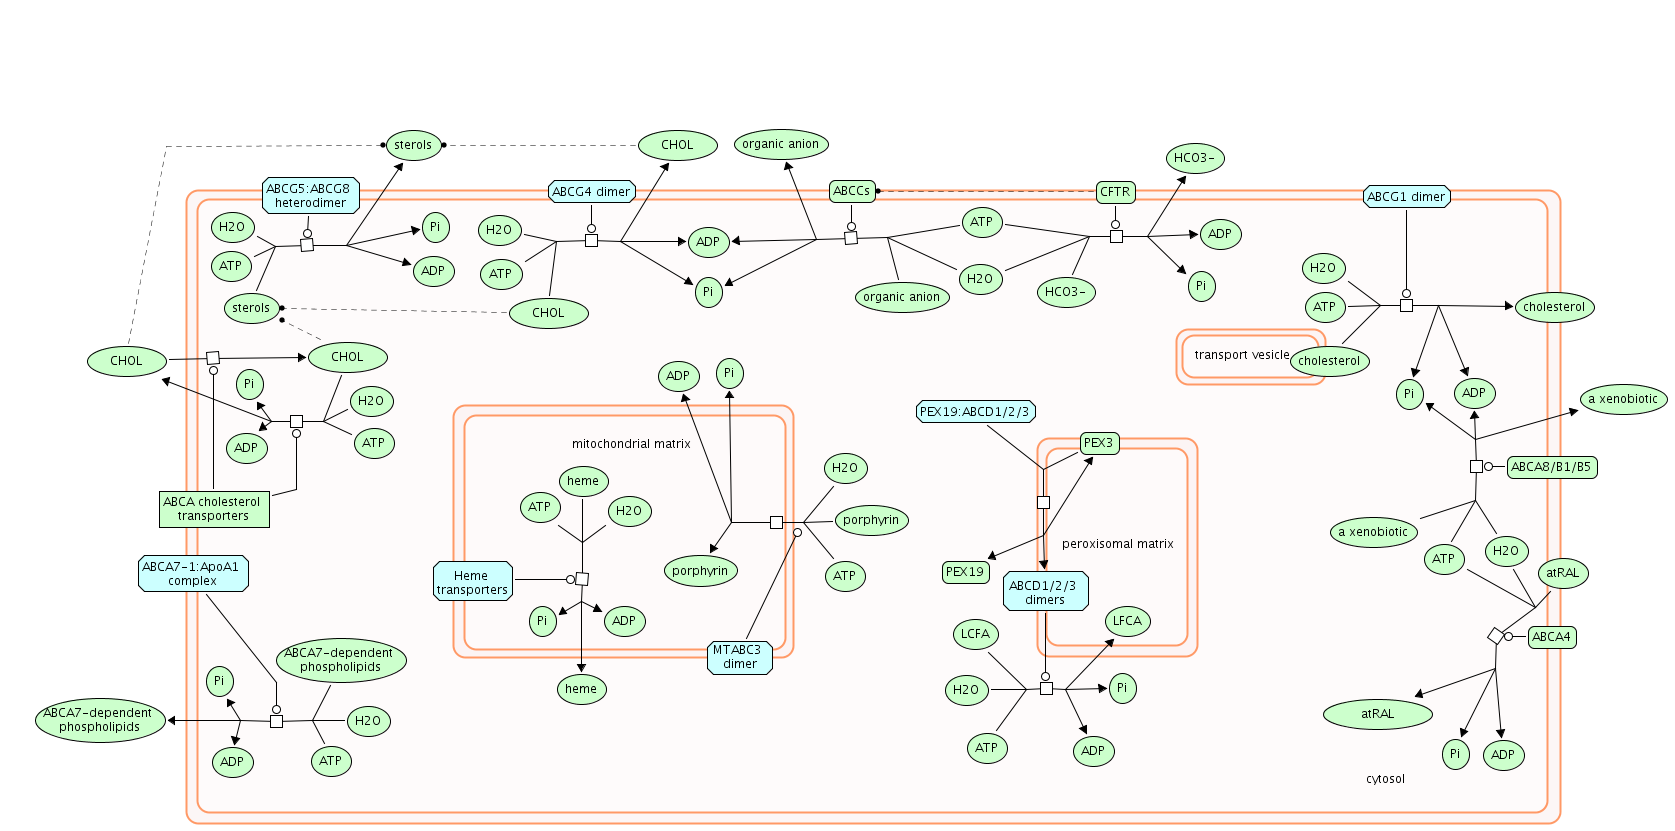 sterols
CHOL
organic anion
HCO3-
ABCG5:ABCG8
heterodimer
ABCG4 dimer
ABCCs
CFTR
ABCG1 dimer
H2O
Pi
ATP
ADP
sterols
H2O
ATP
ADP
Pi
CHOL
ATP
H2O
organic anion
HCO3-
ADP
Pi
H2O
ATP
cholesterol
cholesterol
transport vesicle
CHOL
CHOL
Pi
H2O
ADP
ATP
ABCA cholesterol
transporters
ADP
Pi
mitochondrial matrix
heme
ATP
H2O
H2O
porphyrin
ATP
porphyrin
Heme
transporters
Pi
ADP
heme
MTABC3
dimer
PEX19:ABCD1/2/3
PEX3
peroxisomal matrix
PEX19
ABCD1/2/3
dimers
LCFA
LFCA
H2O
Pi
ATP
ADP
Pi
ADP
a xenobiotic
ABCA8/B1/B5
a xenobiotic
ATP
H2O
atRAL
ABCA4
atRAL
Pi
ADP
cytosol
ABCA7-1:ApoA1
complex
ABCA7-dependent
phospholipids
Pi
ABCA7-dependent
phospholipids
H2O
ADP
ATP